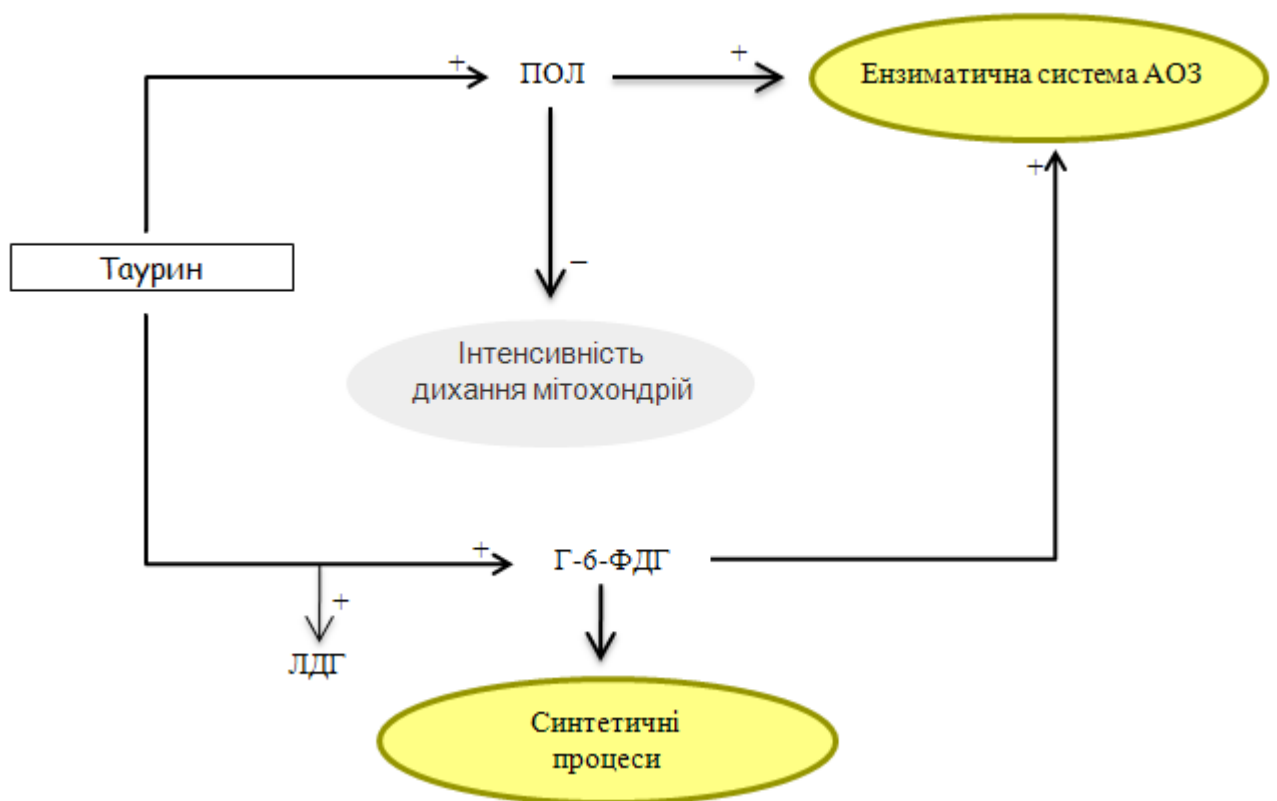 +
ПОЛ
+
Ензиматична система АОЗ
+
Таурин
–
Інтенсивність
дихання мітохондрій
+
Г-6-ФДГ
+
ЛДГ
Синтетичні
процеси